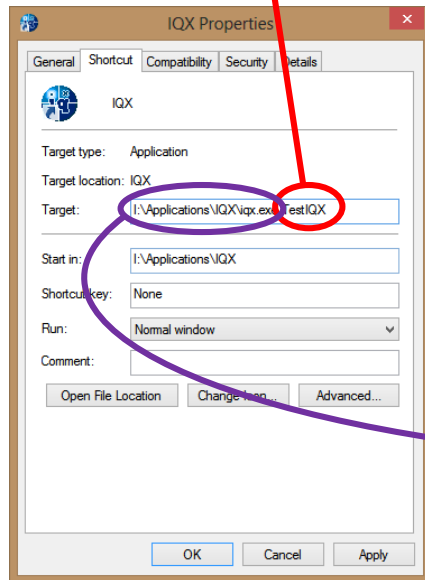 IQX Properties
General Shortcut Compatibility Security Details
IQX
Target type: Application
Target location: IQX
Target: I:\Applications\IQX\iqx.exe TestIQX
Start in: I:\Applications\IQX
Shortcut key: None
Run: Normal window
Comment:
Open File Location Change Icon... Advanced...
OK Cancel Apply